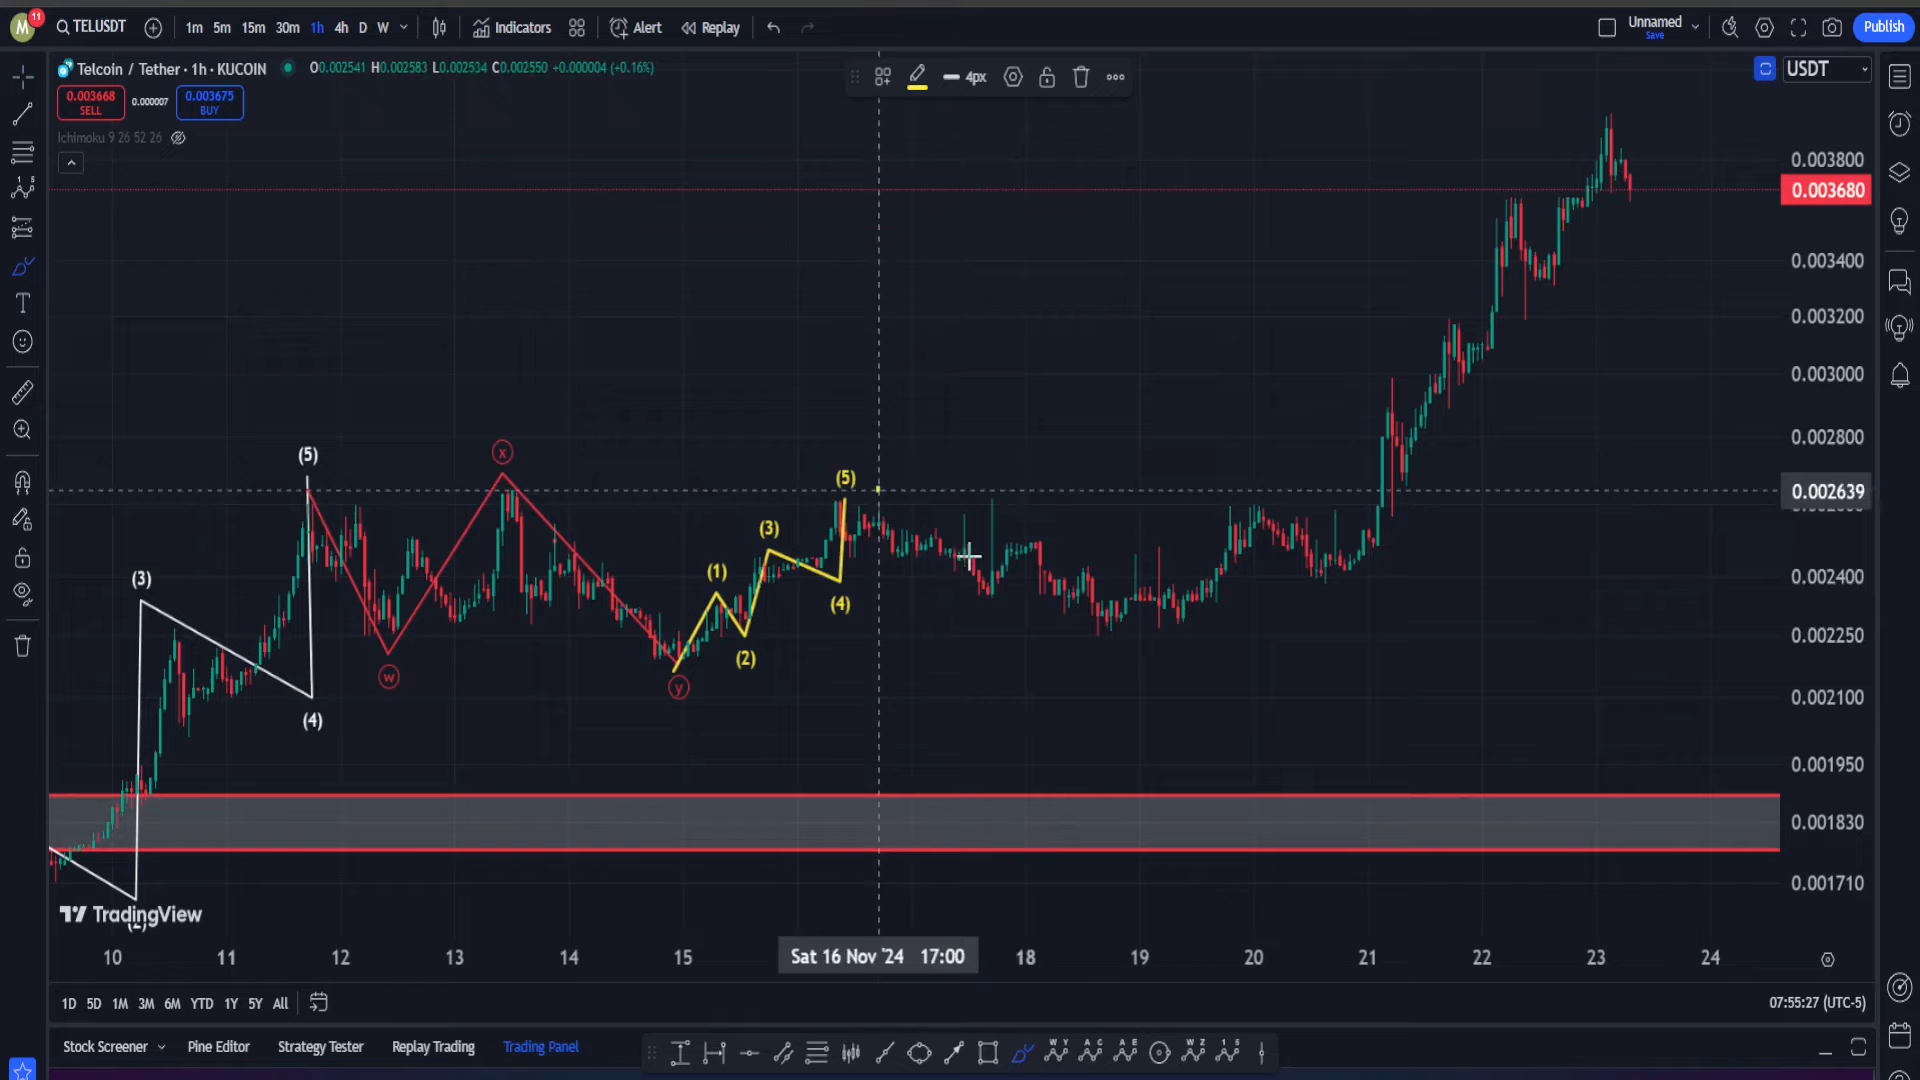 M
11
TELUSDT
1m 5m 15m 30m 1h 4h D W
Indicators
Alert
Replay
Unnamed
Save
Publish
Telcoin / Tether · 1h · KUCOIN
O0.002541 H0.002583 L0.002534 C0.002550 +0.000004 (+0.16%)
0.003668
SELL
0.000007
0.003675
BUY
Ichimoku 9 26 52 26
4px
USDT
0.003800
0.003680
0.003400
0.003200
0.003000
0.002800
0.002639
0.002400
0.002250
0.002100
0.001950
0.001830
0.001710
(5)
(3)
(4)
x
w
y
(1)
(2)
(3)
(4)
(5)
TradingView
10 11 12 13 14 15
Sat 16 Nov '24 17:00
18 19 20 21 22 23 24
1D 5D 1M 3M 6M YTD 1Y 5Y All
07:55:27 (UTC-5)
Stock Screener
Pine Editor
Strategy Tester
Replay Trading
Trading Panel